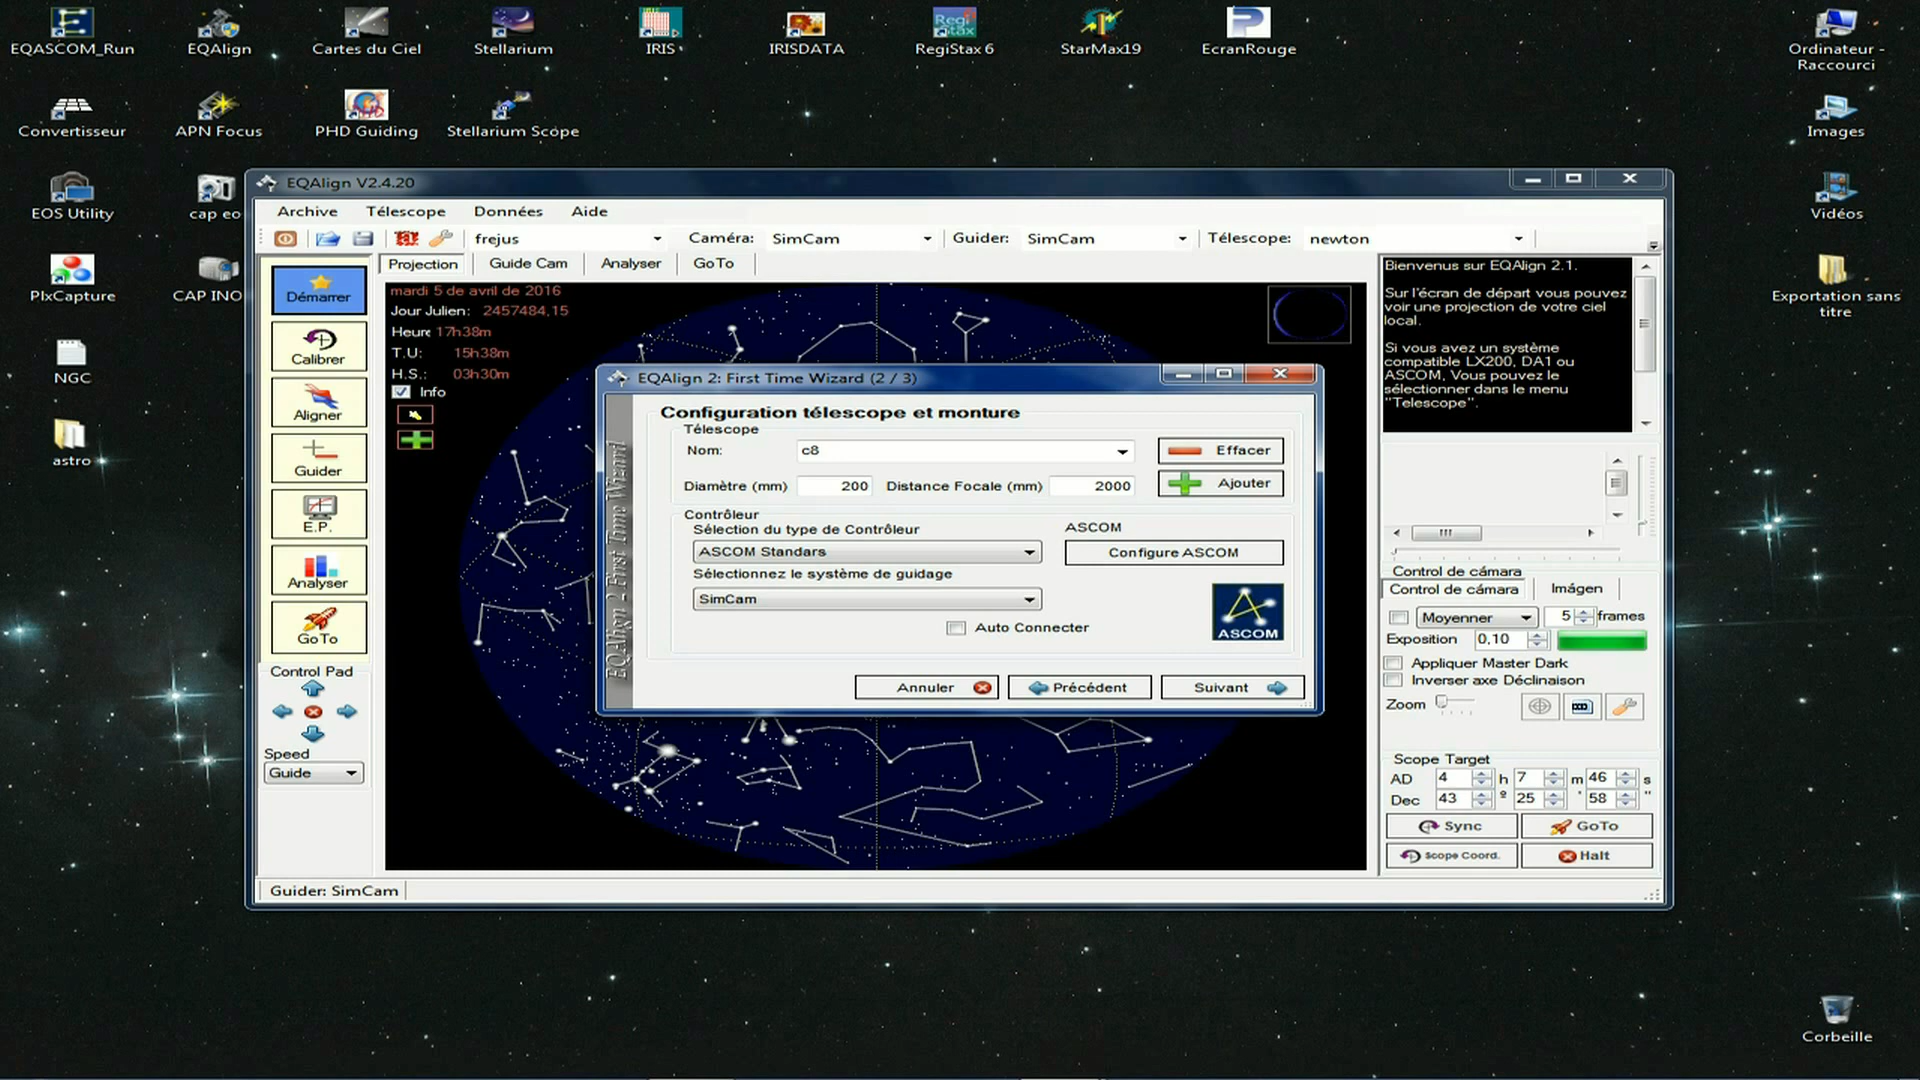 EQASCOM_Run
EQAlign
Cartes du Ciel
Stellarium
IRIS
IRISDATA
RegiStax 6
StarMax19
EcranRouge
Ordinateur -
Raccourci
Convertisseur
APN Focus
PHD Guiding
Stellarium Scope
Images
EOS Utility
cap eo
Vidéos
PIxCapture
CAP INO
Exportation sans
titre
NGC
astro
Corbeille
EQAlign V2.4.20
Archive
Télescope
Données
Aide
frejus
Caméra:
SimCam
Guider:
SimCam
Télescope:
newton
Projection
Guide Cam
Analyser
GoTo
Démarrer
Calibrer
Aligner
Guider
E.P.
Analyser
GoTo
Control Pad
Speed
Guide
mardi 5 de avril de 2016
Jour Julien: 2457484,15
Heure 17h38m
T.U: 15h38m
H.S.: 03h30m
Info
EQAlign 2: First Time Wizard (2 / 3)
EQAlign 2 First Time Wizard
Configuration télescope et monture
Télescope
Nom:
c8
Effacer
Diamètre (mm)
200
Distance Focale (mm)
2000
Ajouter
Contrôleur
Sélection du type de Contrôleur
ASCOM Standars
ASCOM
Configure ASCOM
Sélectionnez le système de guidage
SimCam
Auto Connecter
ASCOM
Annuler
Précédent
Suivant
Bienvenus sur EQAlign 2.1.
Sur l'écran de départ vous pouvez
voir une projection de votre ciel
local.
Si vous avez un système
compatible LX200, DA1 ou
ASCOM, Vous pouvez le
sélectionner dans le menu
"Telescope".
Control de cámara
Control de cámara
Imágen
Moyenner
5
frames
Exposition
0,10
Appliquer Master Dark
Inverser axe Déclinaison
Zoom
Scope Target
AD 4 h 7 m 46 s
Dec 43 º 25 ' 58 "
Sync
GoTo
Scope Coord.
Halt
Guider: SimCam